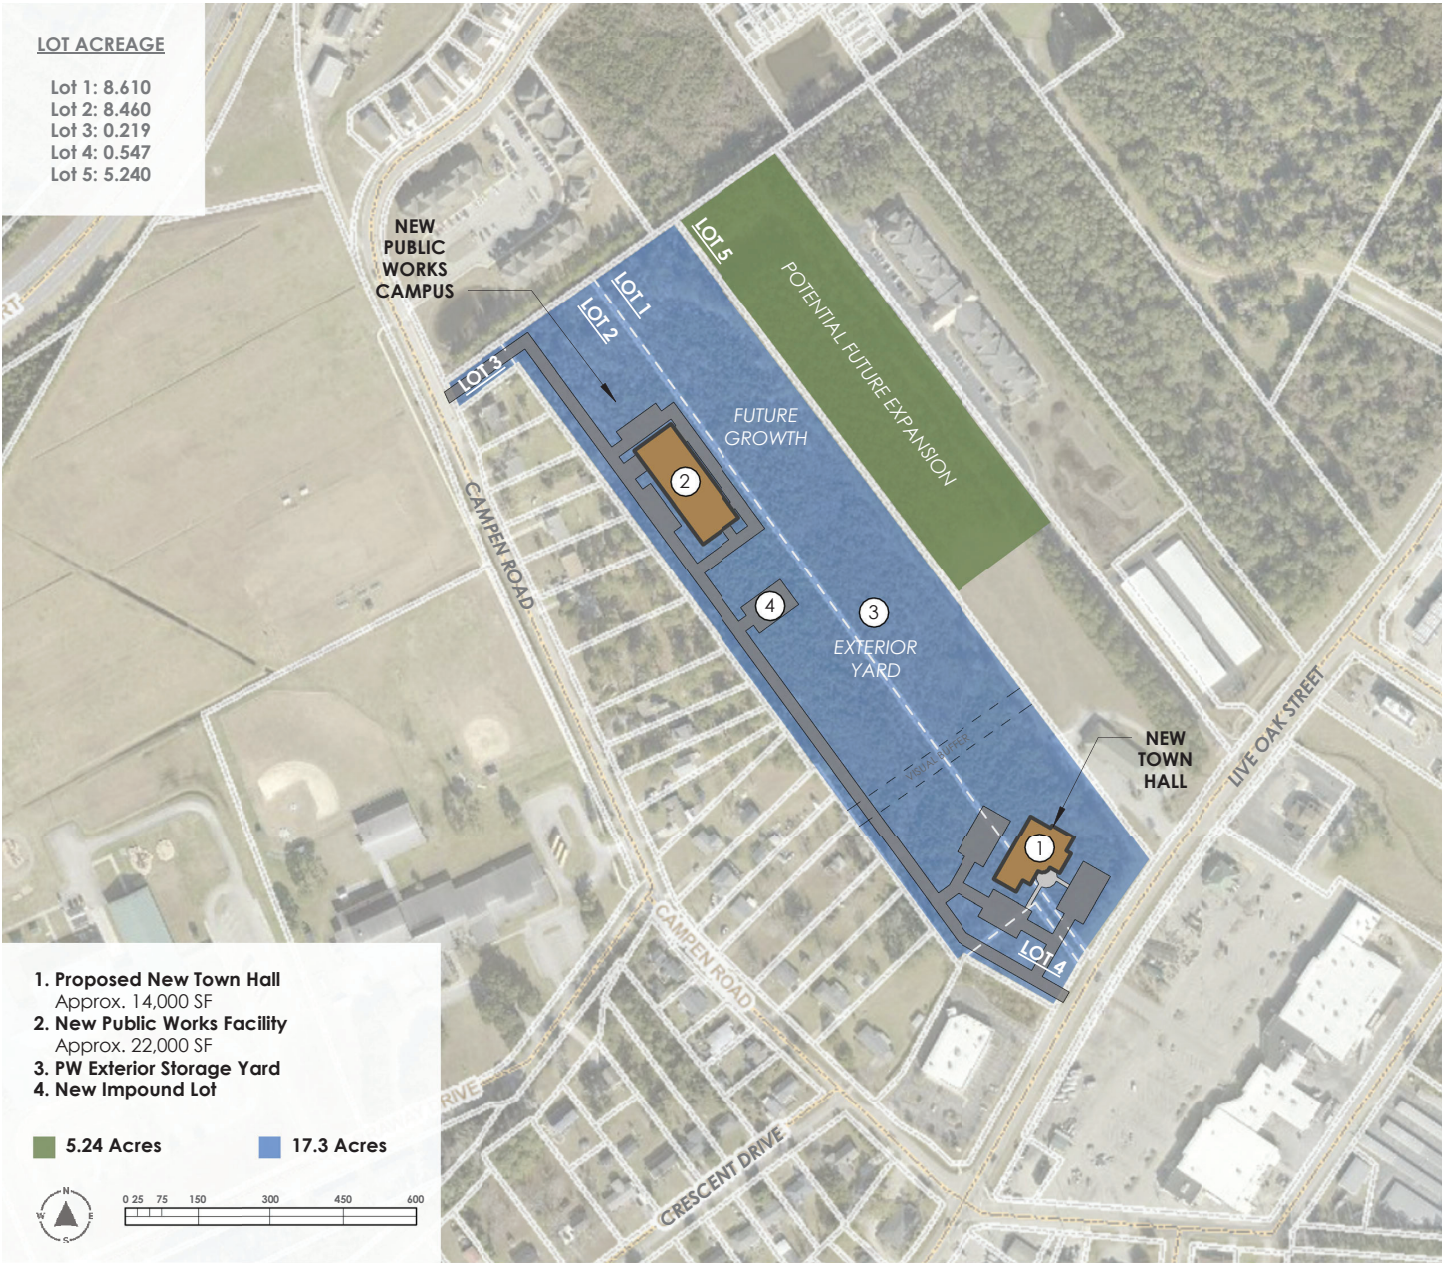 LOT ACREAGE
Lot 1: 8.610
Lot 2: 8.460
Lot 3: 0.219
Lot 4: 0.547
Lot 5: 5.240
NEW
PUBLIC
WORKS
CAMPUS
LOT 5
LOT 1
LOT 2
LOT 3
POTENTIAL FUTURE EXPANSION
FUTURE
GROWTH
2
CAMPEN ROAD
4
3
EXTERIOR
YARD
VISUAL BUFFER
NEW
TOWN
HALL
LIVE OAK STREET
1
LOT 4
CAMPEN ROAD
CRESCENT DRIVE
DRIVE
1. Proposed New Town Hall
Approx. 14,000 SF
2. New Public Works Facility
Approx. 22,000 SF
3. PW Exterior Storage Yard
4. New Impound Lot
5.24 Acres
17.3 Acres
N
W E
S
0 25 75 150 300 450 600